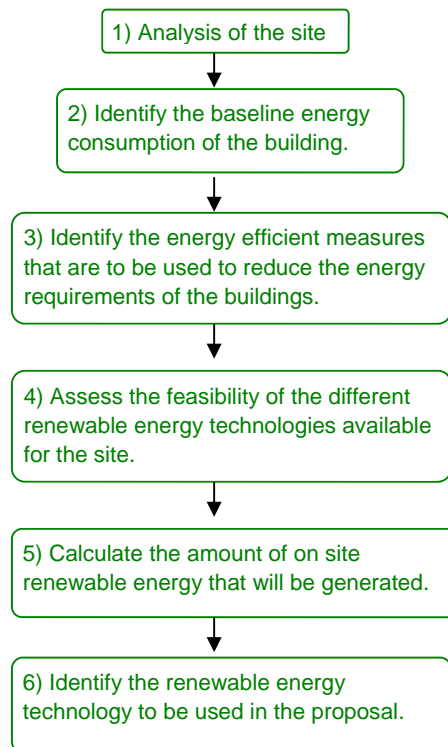 1) Analysis of the site
2) Identify the baseline energy
consumption of the building.
3) Identify the energy efficient measures
that are to be used to reduce the energy
requirements of the buildings.
4) Assess the feasibility of the different
renewable energy technologies available
for the site.
5) Calculate the amount of on site
renewable energy that will be generated.
6) Identify the renewable energy
technology to be used in the proposal.